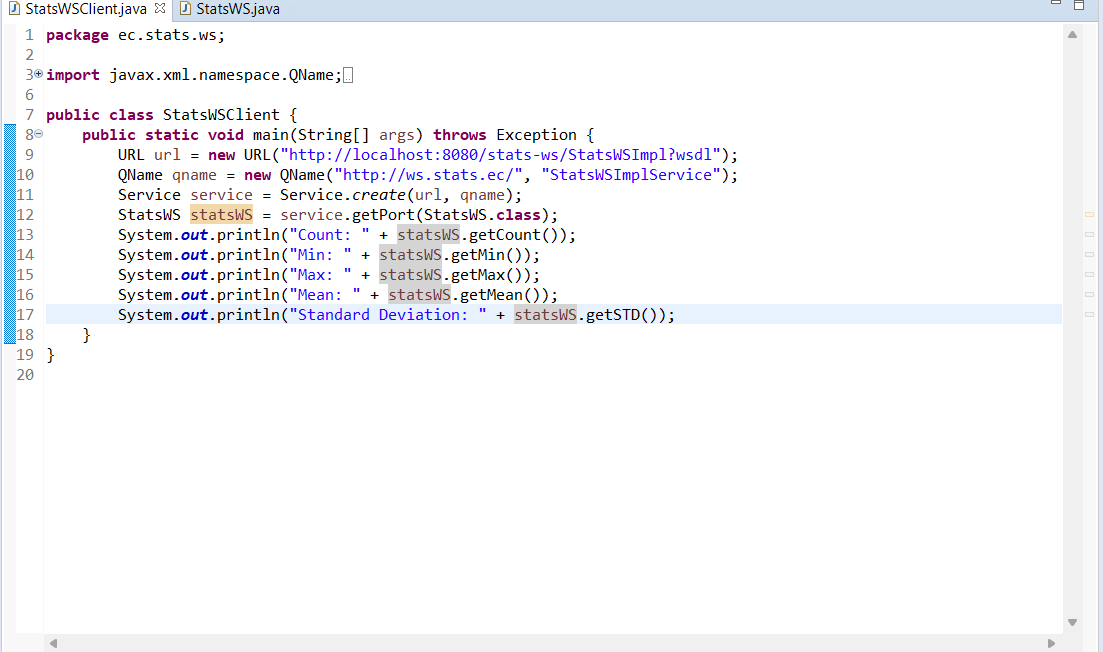 StatsWSClient.java StatsWS.java
1 package ec.stats.ws;
2
3 import javax.xml.namespace.QName;
6
7 public class StatsWSClient {
8 public static void main(String[] args) throws Exception {
9 URL url = new URL("http://localhost:8080/stats-ws/StatsWSImpl?wsdl");
10 QName qname = new QName("http://ws.stats.ec/", "StatsWSImplService");
11 Service service = Service.create(url, qname);
12 StatsWS statsWS = service.getPort(StatsWS.class);
13 System.out.println("Count: " + statsWS.getCount());
14 System.out.println("Min: " + statsWS.getMin());
15 System.out.println("Max: " + statsWS.getMax());
16 System.out.println("Mean: " + statsWS.getMean());
17 System.out.println("Standard Deviation: " + statsWS.getSTD());
18 }
19 }
20